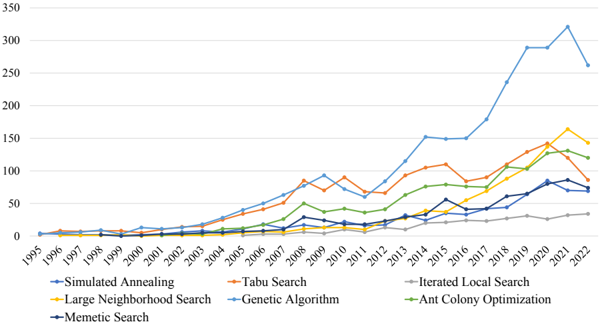 350
300
250
200
150
100
50
0
1995 1996 1997 1998 1999 2000 2001 2002 2003 2004 2005 2006 2007 2008 2009 2010 2011 2012 2013 2014 2015 2016 2017 2018 2019 2020 2021 2022
Simulated Annealing Tabu Search Iterated Local Search
Large Neighborhood Search Genetic Algorithm Ant Colony Optimization
Memetic Search